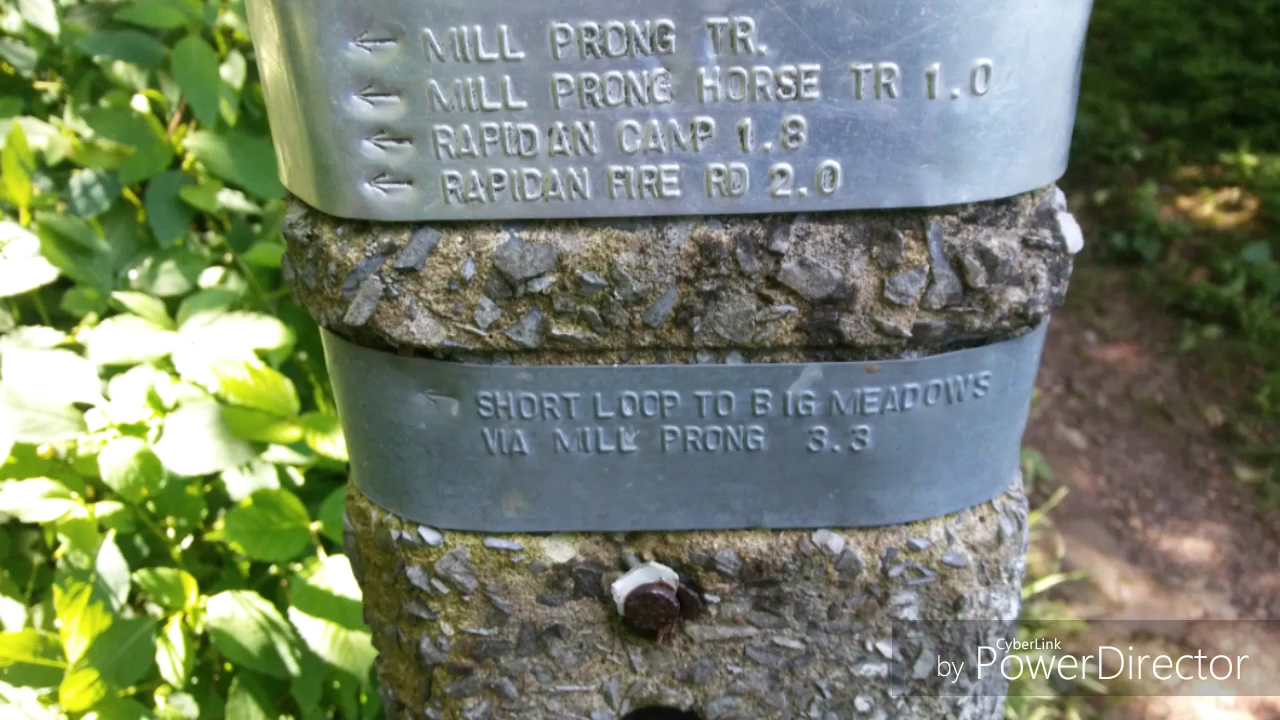 ← MILL PRONG TR.
← MILL PRONG HORSE TR 1.0
← RAPIDAN CAMP 1.8
← RAPIDAN FIRE RD 2.0
← SHORT LOOP TO BIG MEADOWS
VIA MILL PRONG 3.3
CyberLink
by PowerDirector